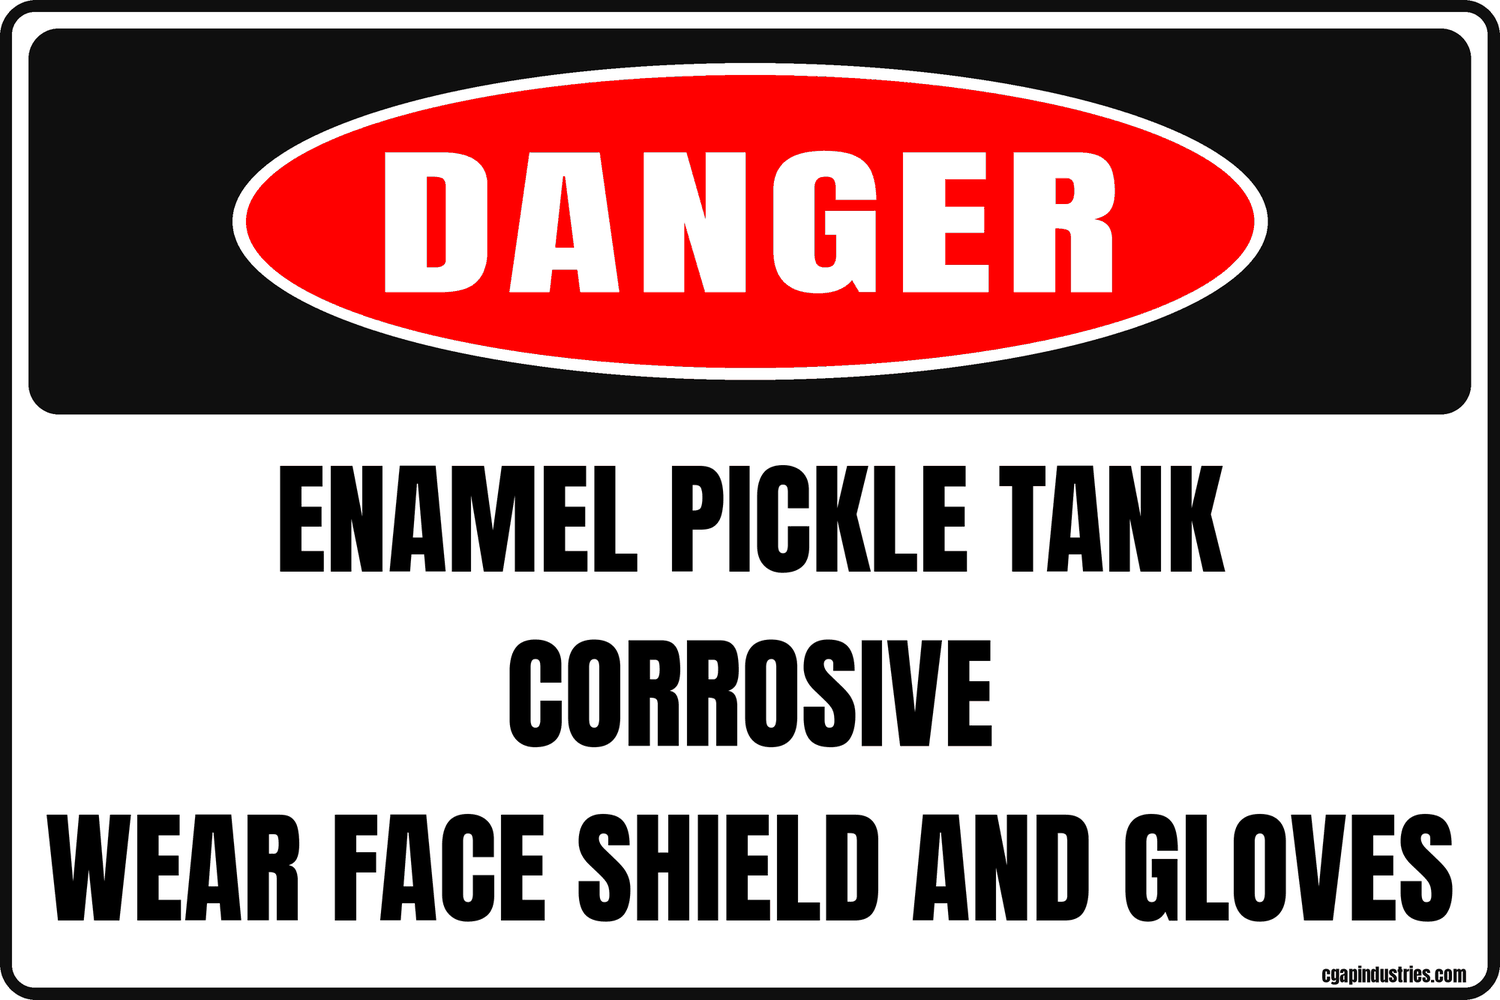 DANGER
ENAMEL PICKLE TANK
CORROSIVE
WEAR FACE SHIELD AND GLOVES
cgapindustries.com